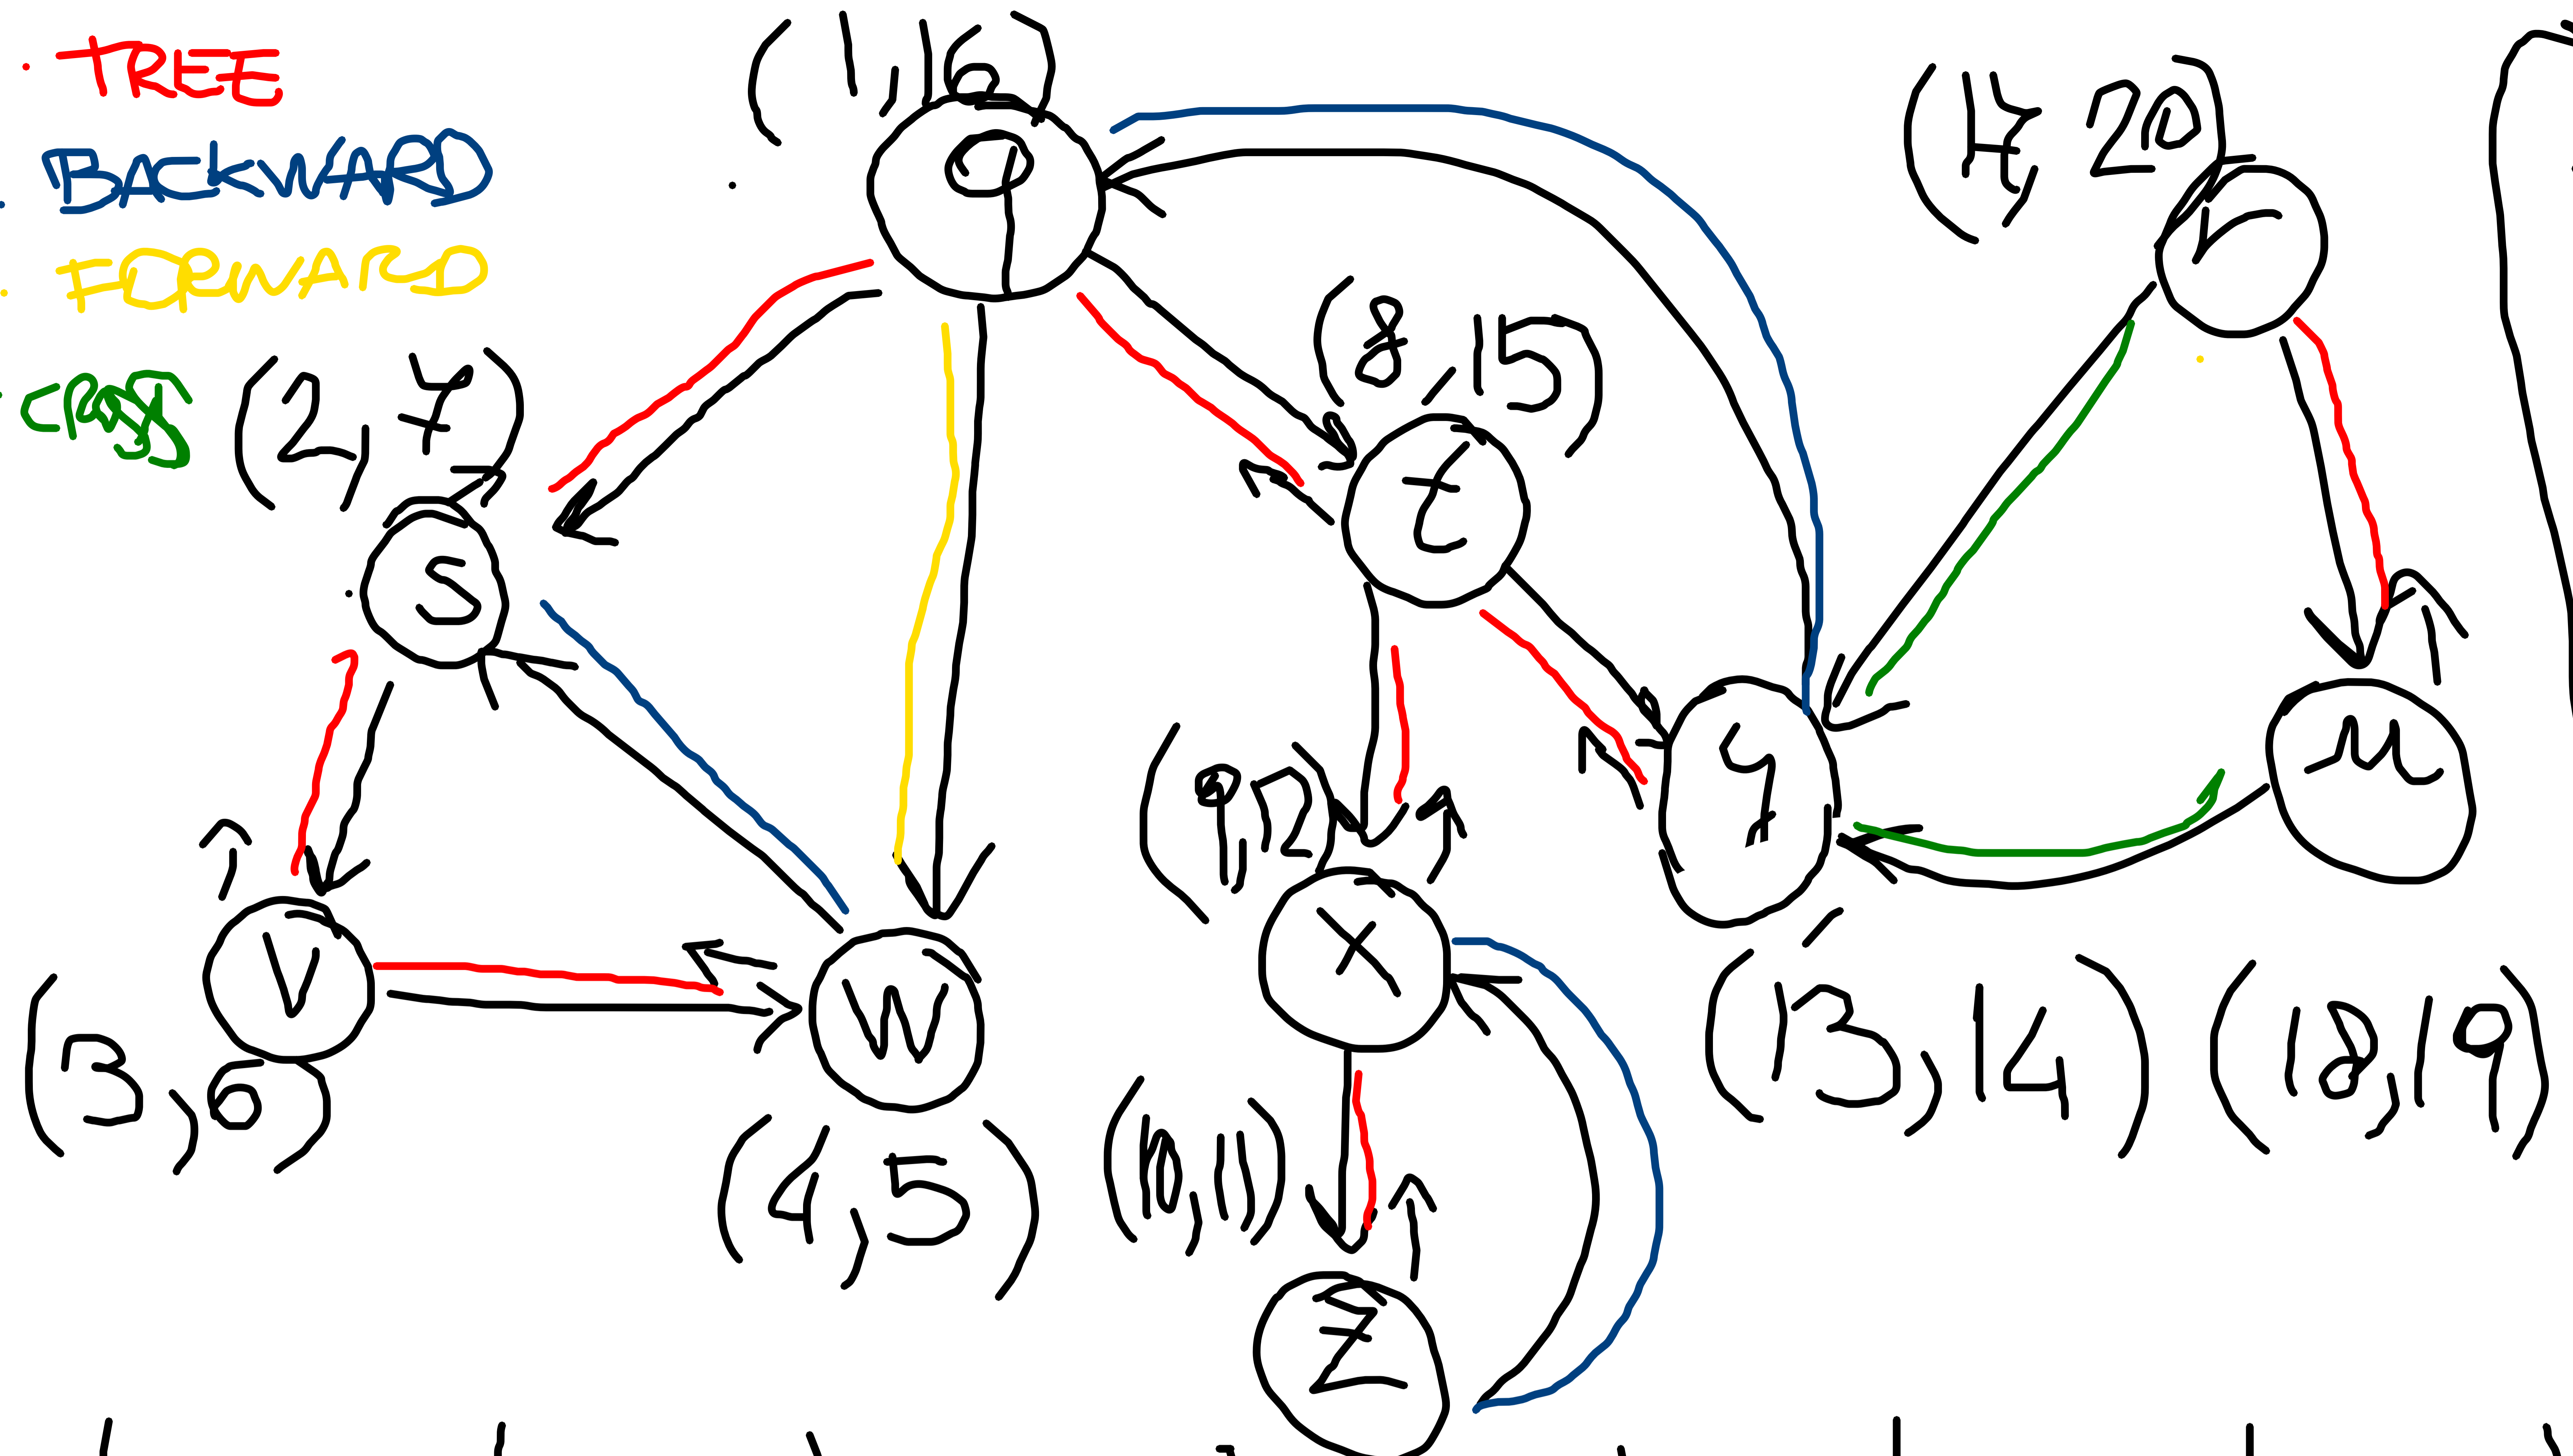 TREE
BACKWARD
FORWARD
CROSS
(1,16)
q
(17,20)
r
(2,7)
s
(8,15)
t
y
u
(9,12)
x
v
(3,6)
w
(4,5)
(10,11)
(13,14)
(18,19)
z